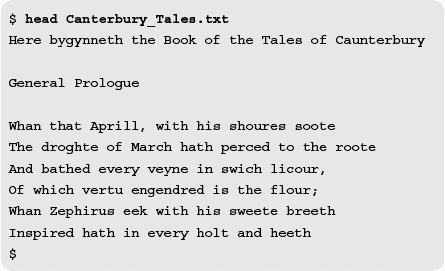 $ head Canterbury_Tales.txt
Here bygynneth the Book of the Tales of Caunterbury
General Prologue
Whan that Aprill, with his shoures soote
The droghte of March hath perced to the roote
And bathed every veyne in swich licour,
Of which vertu engendred is the flour;
Whan Zephirus eek with his sweete breeth
Inspired hath in every holt and heeth
$